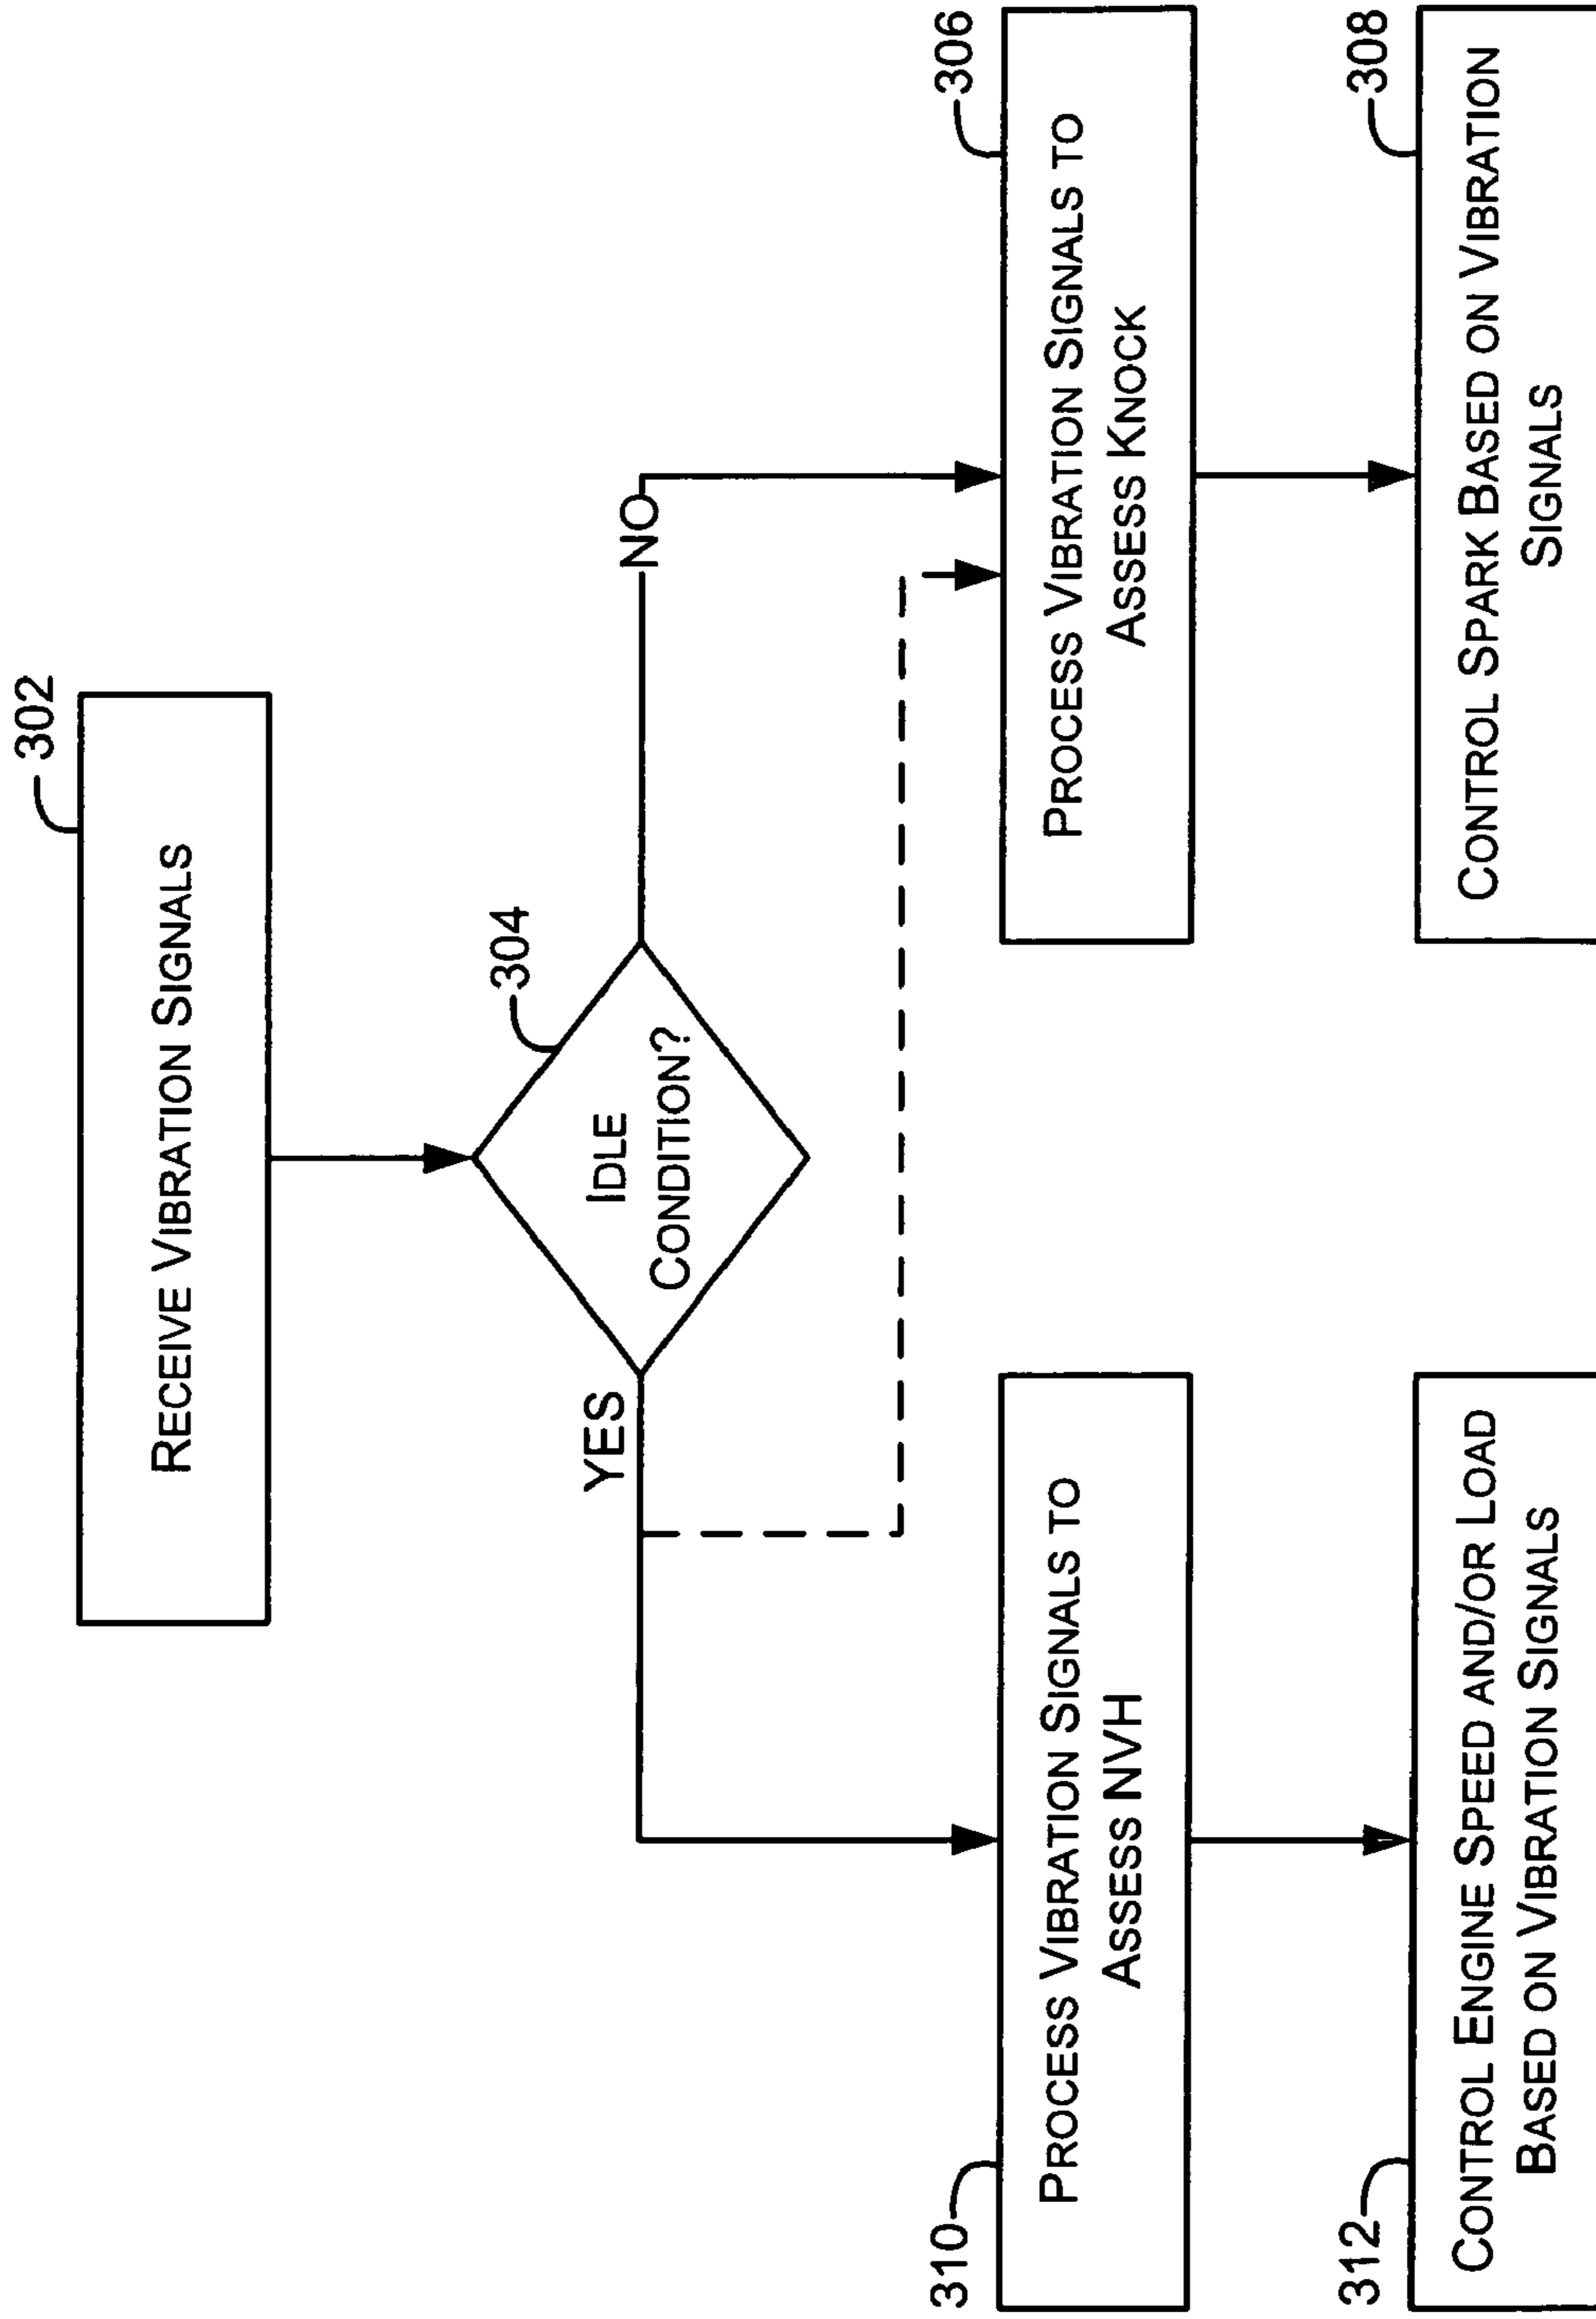 302
RECEIVE VIBRATION SIGNALS
304
IDLE
CONDITION?
YES
NO
310
PROCESS VIBRATION SIGNALS TO
ASSESS NVH
306
PROCESS VIBRATION SIGNALS TO
ASSESS KNOCK
312
CONTROL ENGINE SPEED AND/OR LOAD
BASED ON VIBRATION SIGNALS
308
CONTROL SPARK BASED ON VIBRATION
SIGNALS